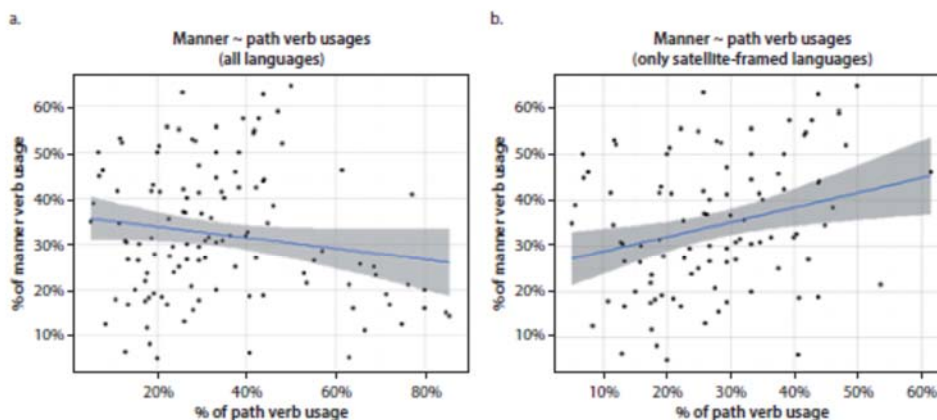 a.
Manner ~ path verb usages
(all languages)
% of manner verb usage
60%
50%
40%
30%
20%
10%
20%
40%
60%
80%
% of path verb usage
b.
Manner ~ path verb usages
(only satellite-framed languages)
% of manner verb usage
60%
50%
40%
30%
20%
10%
10%
20%
30%
40%
50%
60%
% of path verb usage